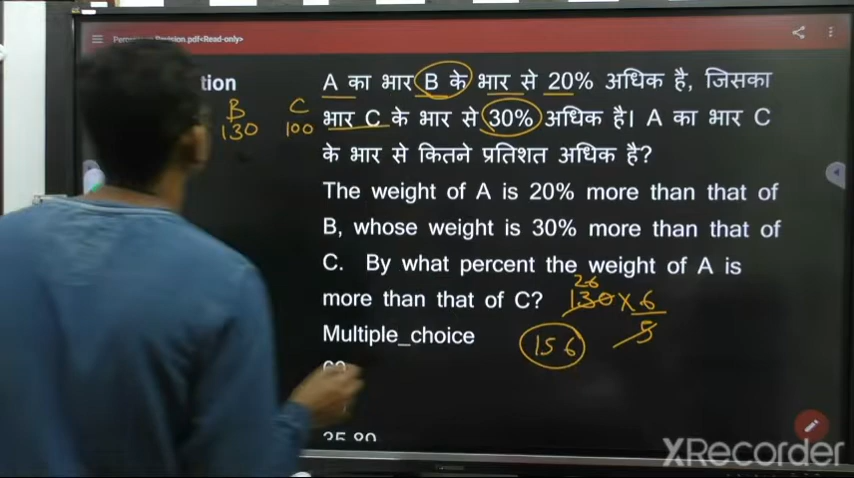 Revision.pdf<Read-only>
tion
A का भार B के भार से 20% अधिक है, जिसका
भार C के भार से 30% अधिक है। A का भार C
के भार से कितने प्रतिशत अधिक है?
The weight of A is 20% more than that of
B, whose weight is 30% more than that of
C. By what percent the weight of A is
more than that of C?
Multiple_choice
B C
130 100
26
130 × 6
5
156
XRecorder